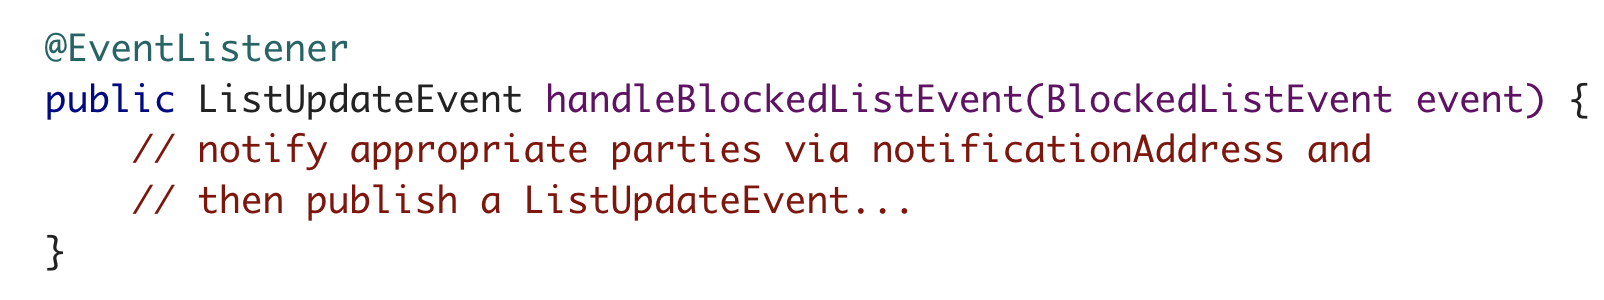 @EventListener
public ListUpdateEvent handleBlockedListEvent(BlockedListEvent event) {
    // notify appropriate parties via notificationAddress and
    // then publish a ListUpdateEvent...
}